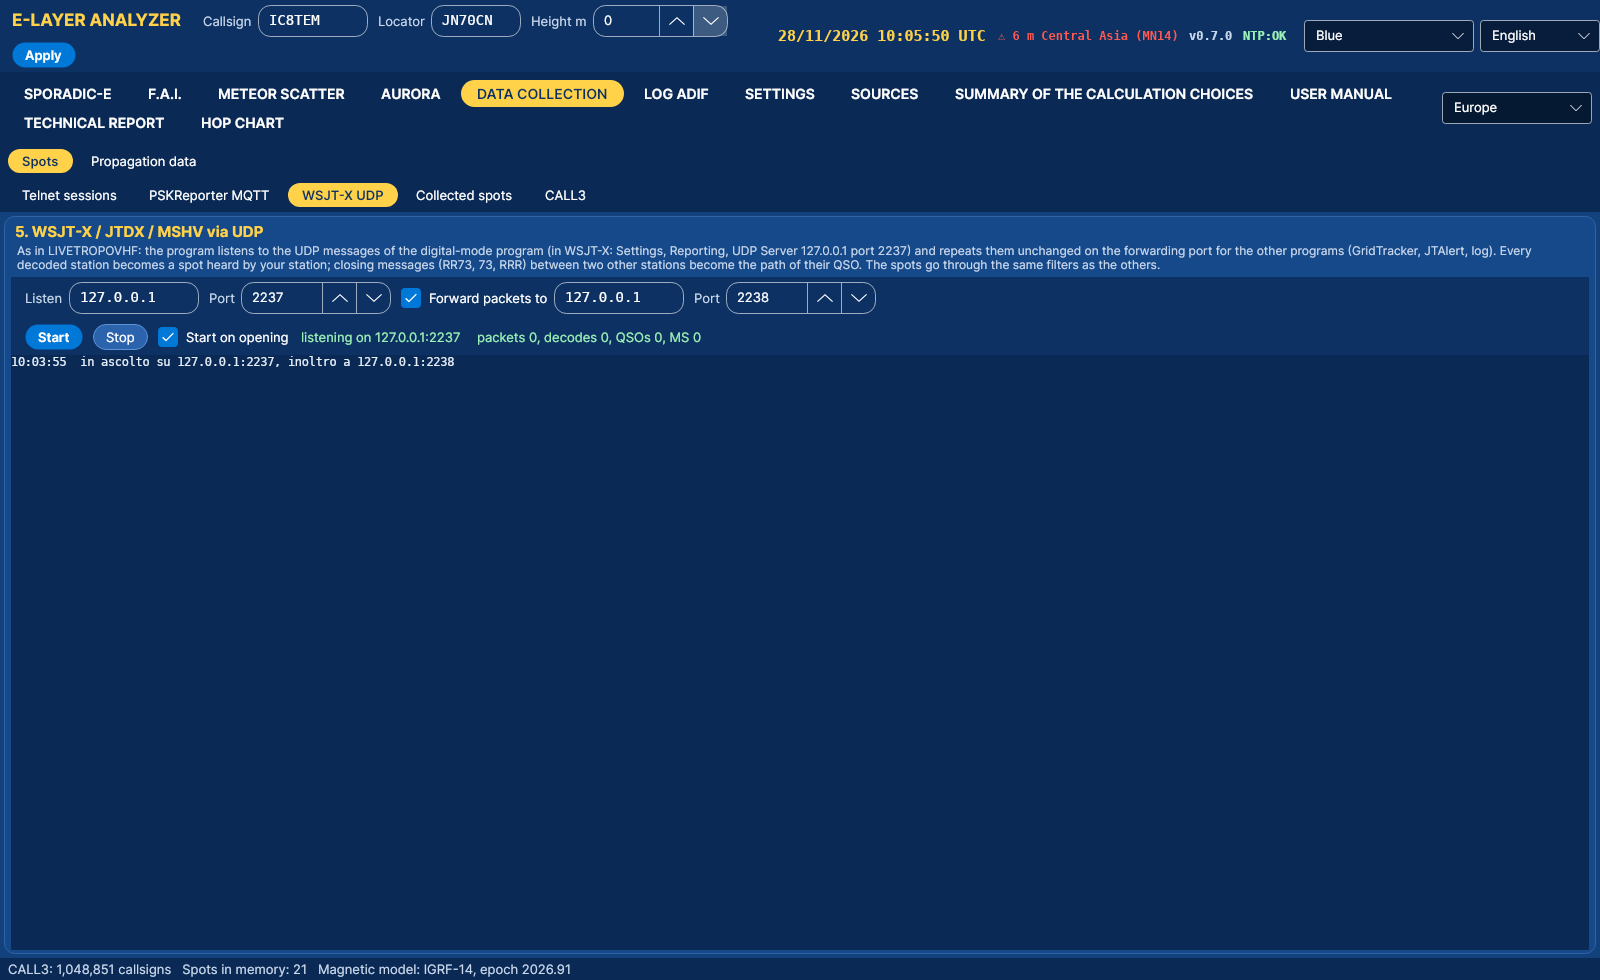 E-LAYER ANALYZER Callsign IC8TEM Locator JN70CN Height m 0
28/11/2026 10:05:50 UTC ⚠ 6 m Central Asia (MN14) v0.7.0 NTP:OK Blue English
Apply
SPORADIC-E F.A.I. METEOR SCATTER AURORA DATA COLLECTION LOG ADIF SETTINGS SOURCES SUMMARY OF THE CALCULATION CHOICES USER MANUAL
TECHNICAL REPORT HOP CHART
Europe
Spots Propagation data
Telnet sessions PSKReporter MQTT WSJT-X UDP Collected spots CALL3
5. WSJT-X / JTDX / MSHV via UDP
As in LIVETROPOVHF: the program listens to the UDP messages of the digital-mode program (in WSJT-X: Settings, Reporting, UDP Server 127.0.0.1 port 2237) and repeats them unchanged on the forwarding port for the other programs (GridTracker, JTAlert, log). Every
decoded station becomes a spot heard by your station; closing messages (RR73, 73, RRR) between two other stations become the path of their QSO. The spots go through the same filters as the others.
Listen 127.0.0.1 Port 2237 Forward packets to 127.0.0.1 Port 2238
Start Stop Start on opening listening on 127.0.0.1:2237 packets 0, decodes 0, QSOs 0, MS 0
10:03:55 in ascolto su 127.0.0.1:2237, inoltro a 127.0.0.1:2238
CALL3: 1,048,851 callsigns Spots in memory: 21 Magnetic model: IGRF-14, epoch 2026.91